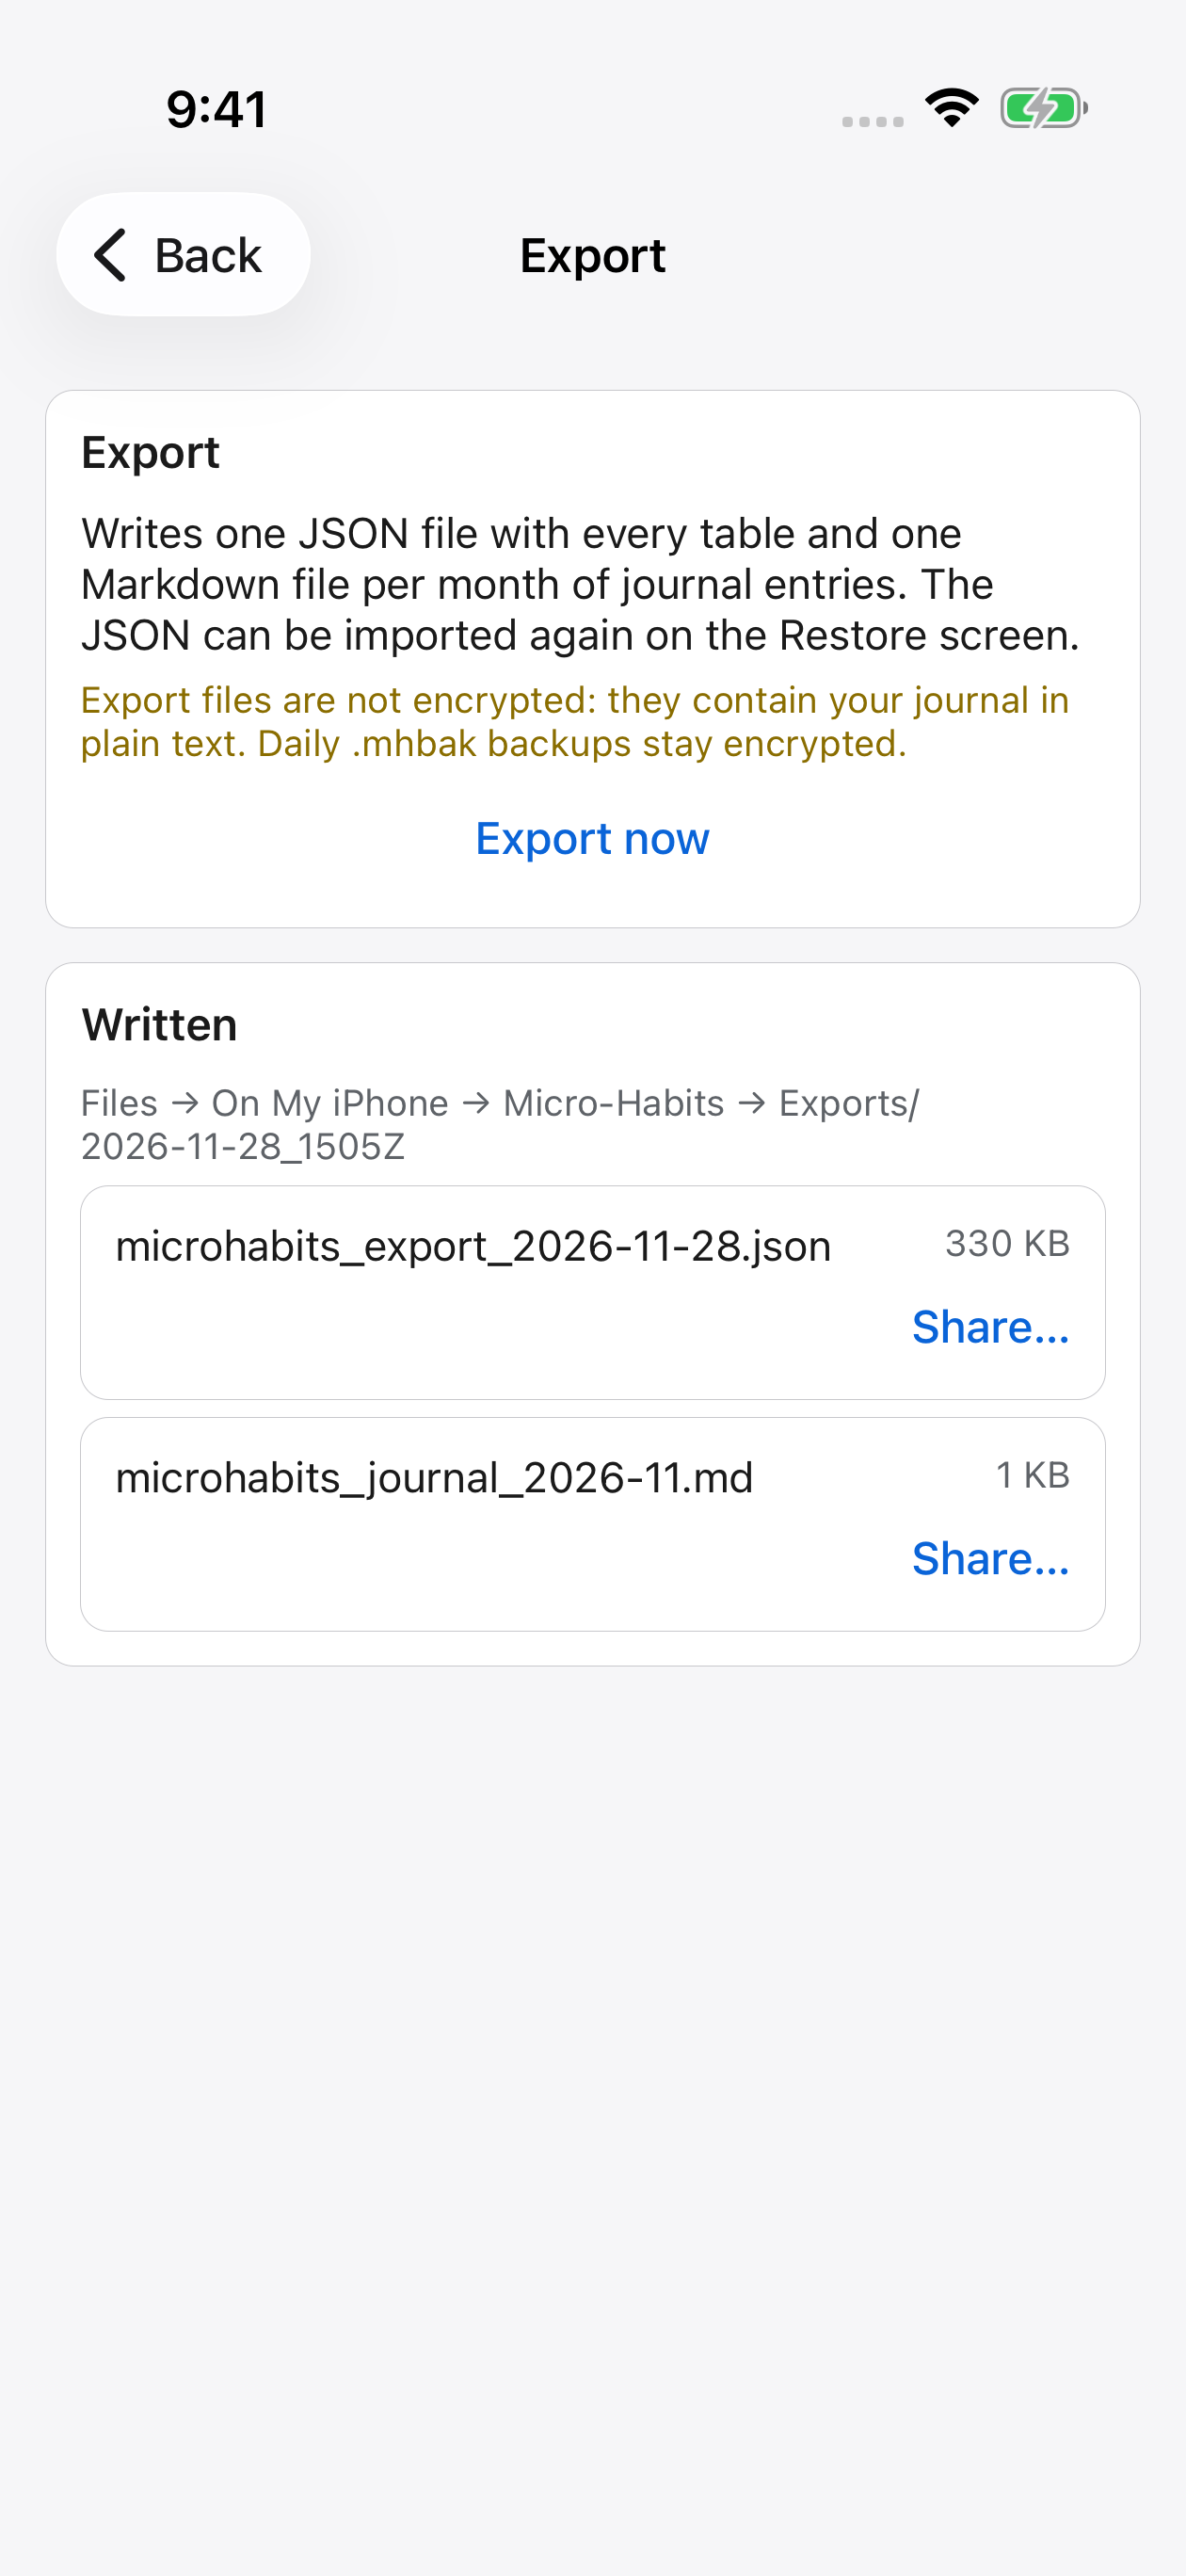 9:41
Back
Export
Export
Writes one JSON file with every table and one
Markdown file per month of journal entries. The
JSON can be imported again on the Restore screen.
Export files are not encrypted: they contain your journal in
plain text. Daily .mhbak backups stay encrypted.
Export now
Written
Files → On My iPhone → Micro-Habits → Exports/
2026-11-28_1505Z
microhabits_export_2026-11-28.json 330 KB
Share...
microhabits_journal_2026-11.md 1 KB
Share...